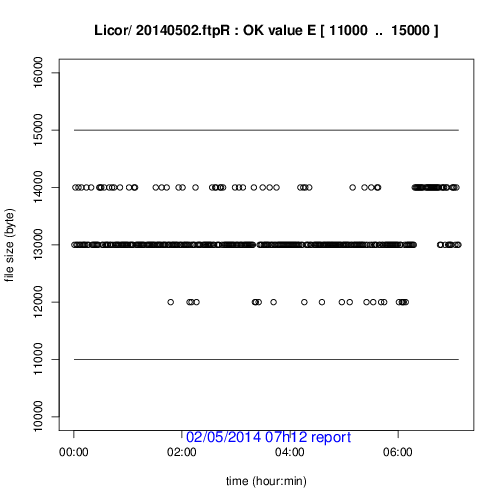 Licor/ 20140502.ftpR : OK value E [ 11000 .. 15000 ]
file size (byte)
16000
15000
14000
13000
12000
11000
10000
00:00
02:00
04:00
06:00
02/05/2014 07h12 report
time (hour:min)